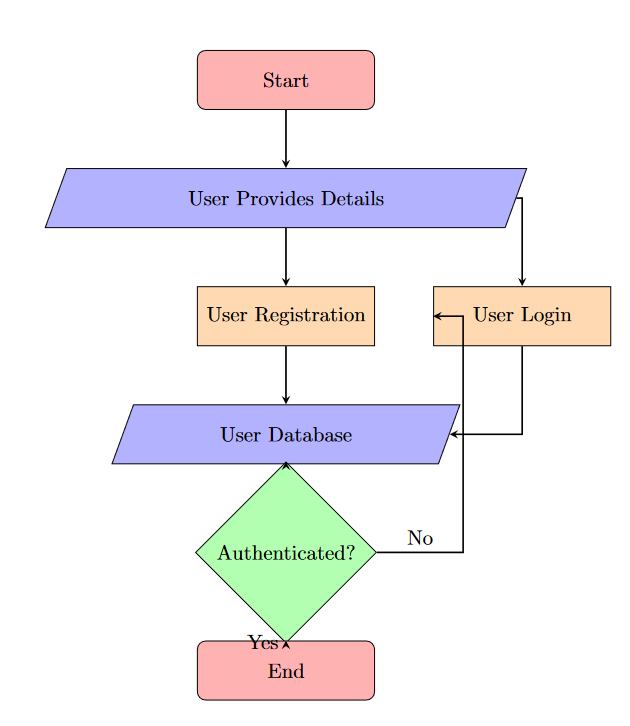 Start
User Provides Details
User Registration
User Login
User Database
Authenticated?
No
Yes
End